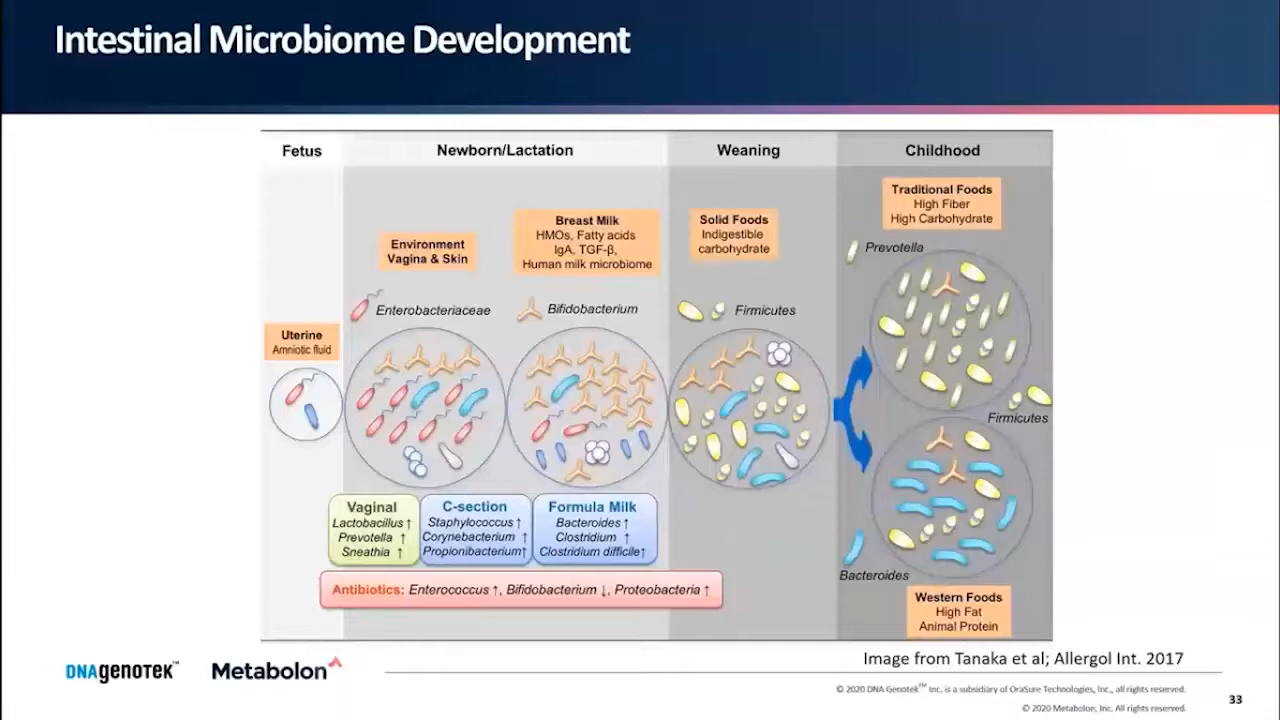 Intestinal Microbiome Development
Fetus
Newborn/Lactation
Weaning
Childhood
Uterine
Amniotic fluid
Environment
Vagina & Skin
Enterobacteriaceae
Breast Milk
HMOs, Fatty acids
IgA, TGF-β,
Human milk microbiome
Bifidobacterium
Solid Foods
Indigestible
carbohydrate
Firmicutes
Traditional Foods
High Fiber
High Carbohydrate
Prevotella
Firmicutes
Bacteroides
Western Foods
High Fat
Animal Protein
Vaginal
Lactobacillus ↑
Prevotella ↑
Sneathia ↑
C-section
Staphylococcus ↑
Corynebacterium ↑
Propionibacterium↑
Formula Milk
Bacteroides ↑
Clostridium ↑
Clostridium difficile↑
Antibiotics: Enterococcus ↑, Bifidobacterium ↓, Proteobacteria ↑
Image from Tanaka et al; Allergol Int. 2017
DNAgenotek™
Metabolon
© 2020 DNA Genotek™ Inc. is a subsidiary of OraSure Technologies, Inc., all rights reserved.
© 2020 Metabolon, Inc. All rights reserved.
33